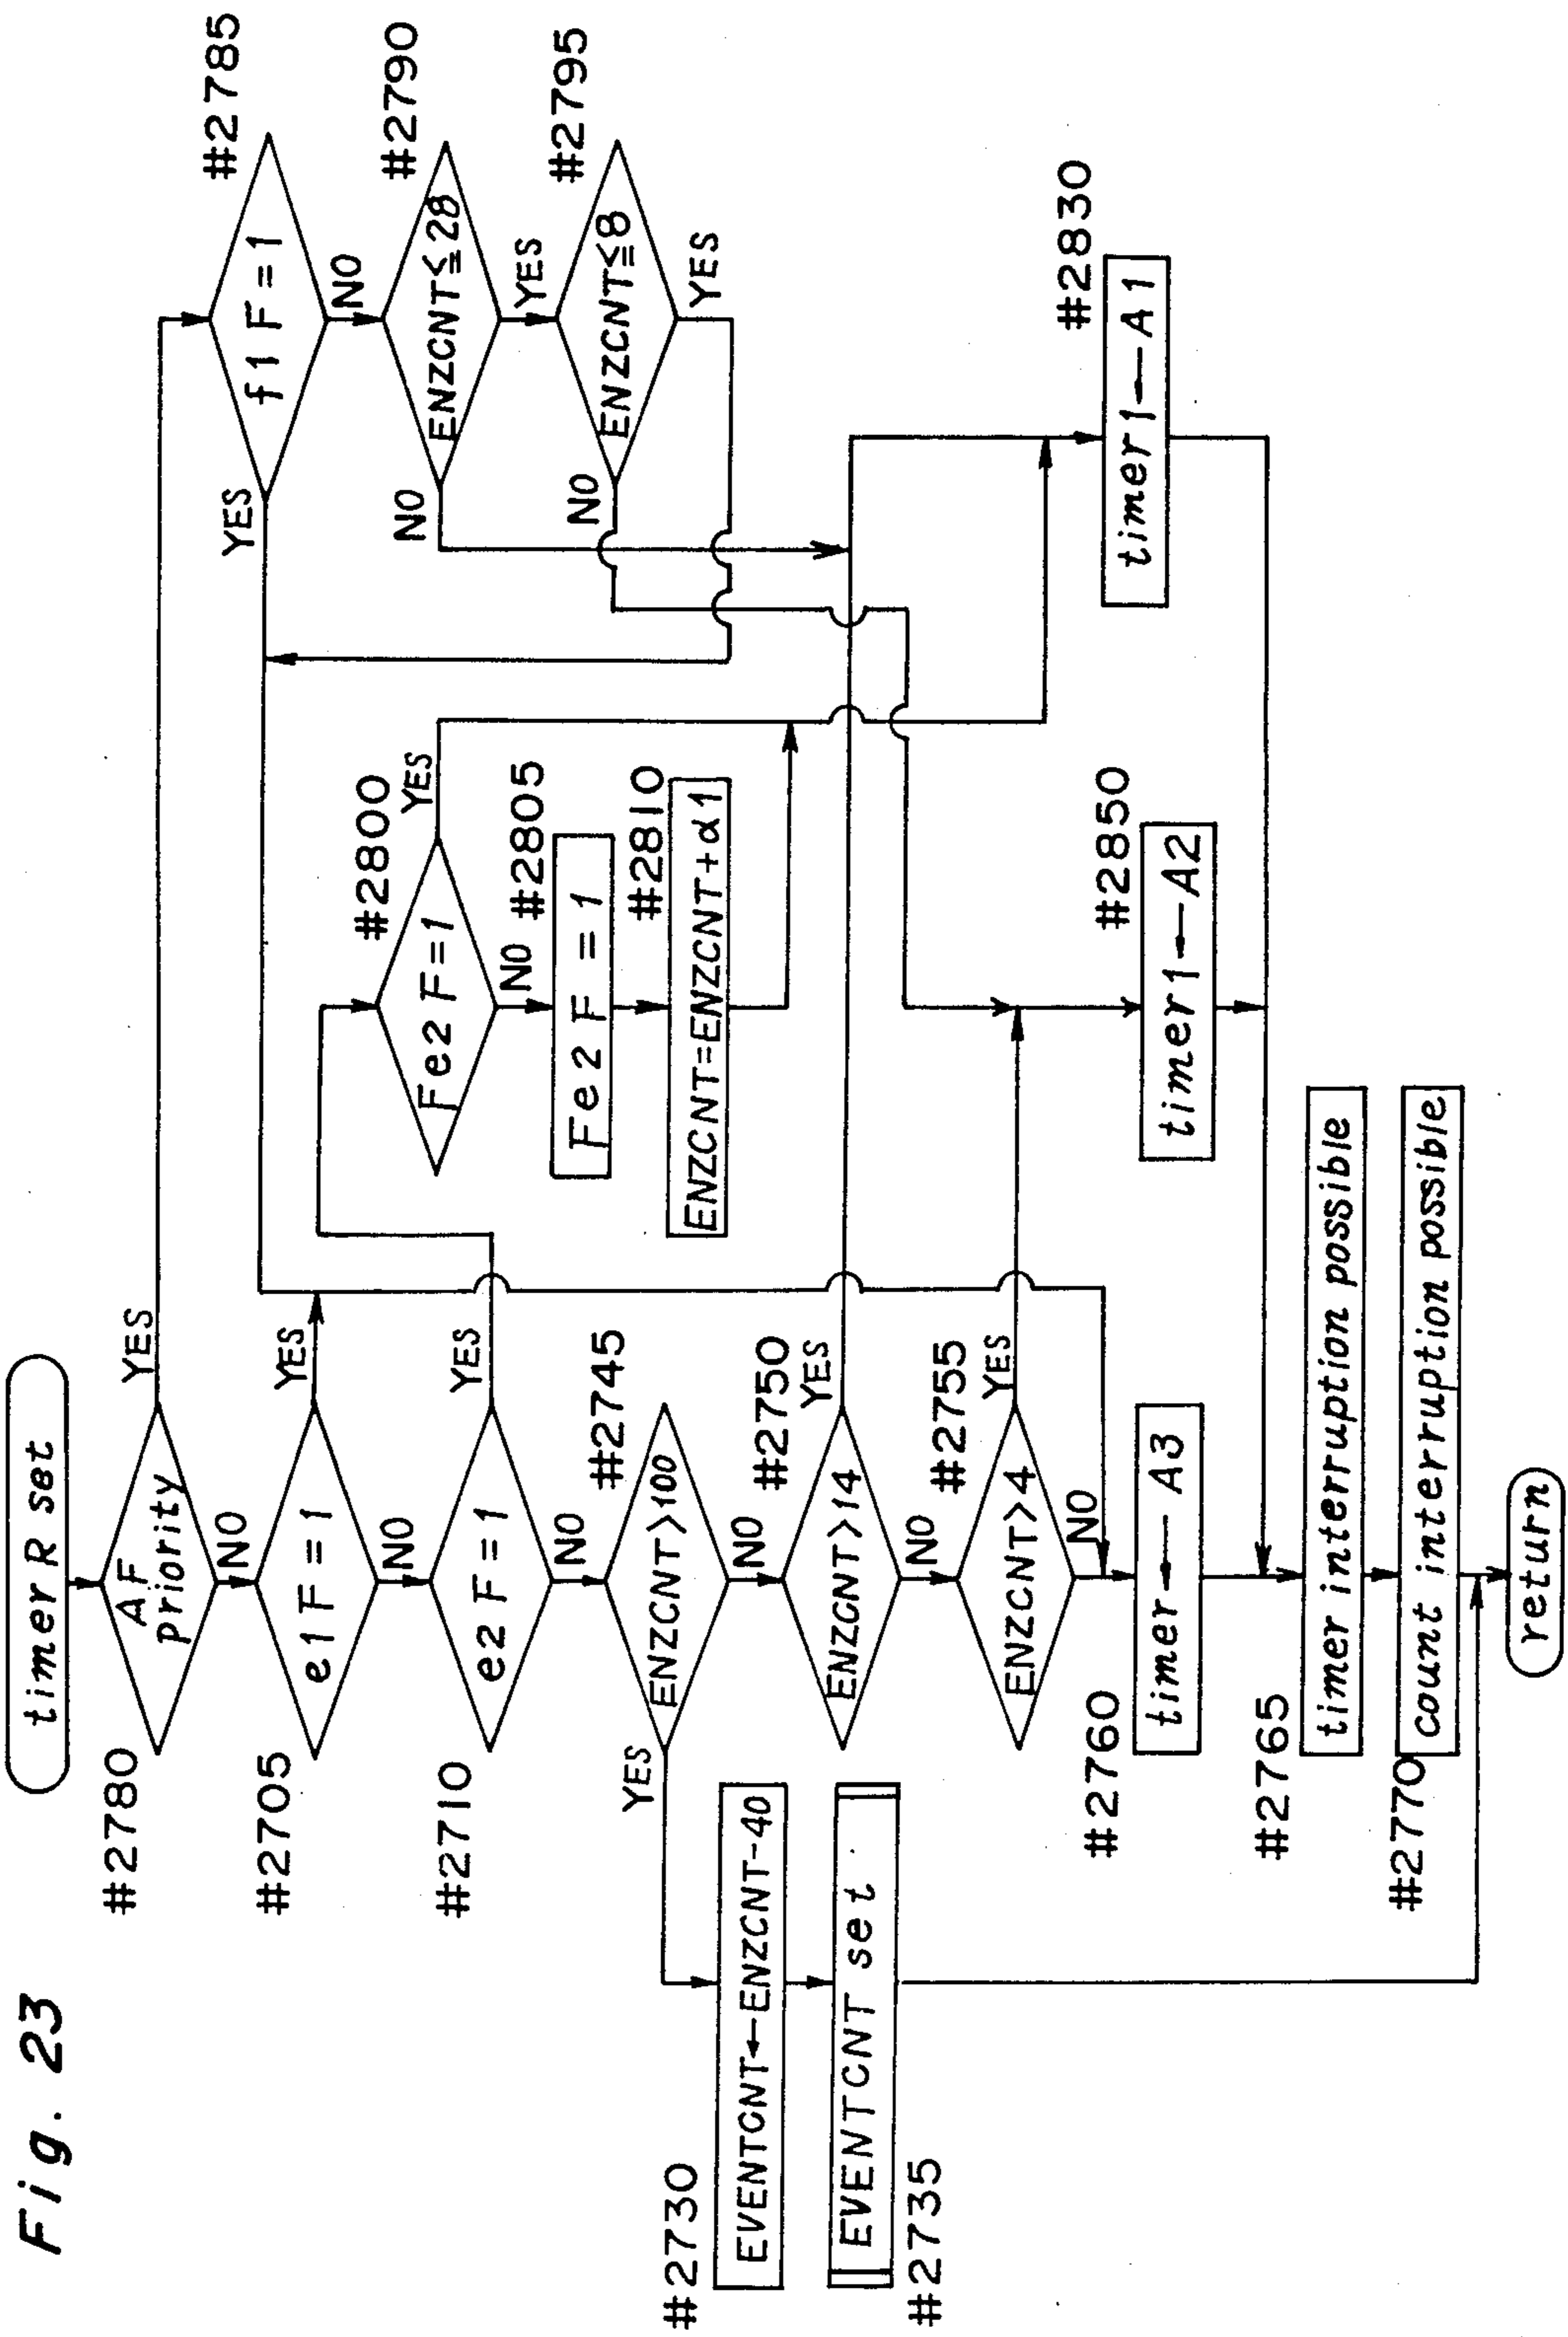 Fig. 23
timer R set
#2780
AF
priority
YES
NO
#2705
e1F=1
YES
NO
#2710
e2F=1
YES
NO
#2745
ENZCNT>100
YES
NO
#2730
EVENTCNT←ENZCNT-40
#2735
EVENTCNT set
#2750
ENZCNT>14
YES
NO
#2755
ENZCNT>4
YES
NO
#2760
timer←A3
#2765
timer interruption possible
#2770
count interruption possible
return
#2800
Fe2F=1
YES
NO
#2805
Fe2F=1
#2810
ENZCNT=ENZCNT+α1
#2850
timer1←A2
#2785
f1F=1
YES
NO
#2790
ENZCNT≦28
NO
YES
#2795
ENZCNT≦8
NO
YES
#2830
timer1←A1